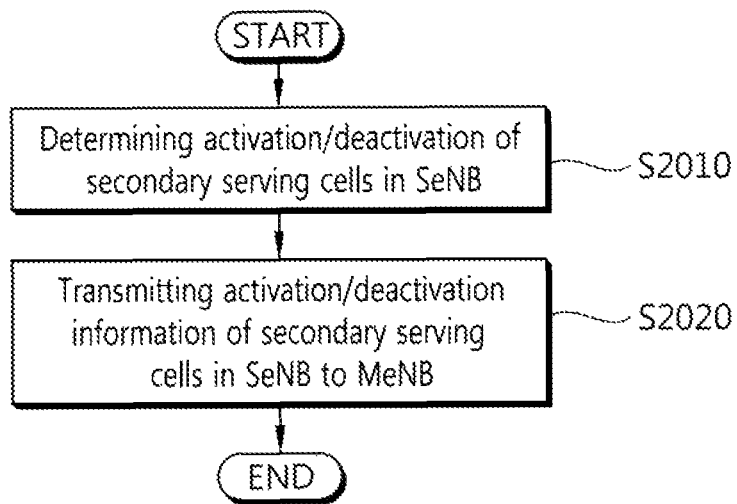 START
Determining activation/deactivation of
secondary serving cells in SeNB
S2010
Transmitting activation/deactivation
information of secondary serving
cells in SeNB to MeNB
S2020
END